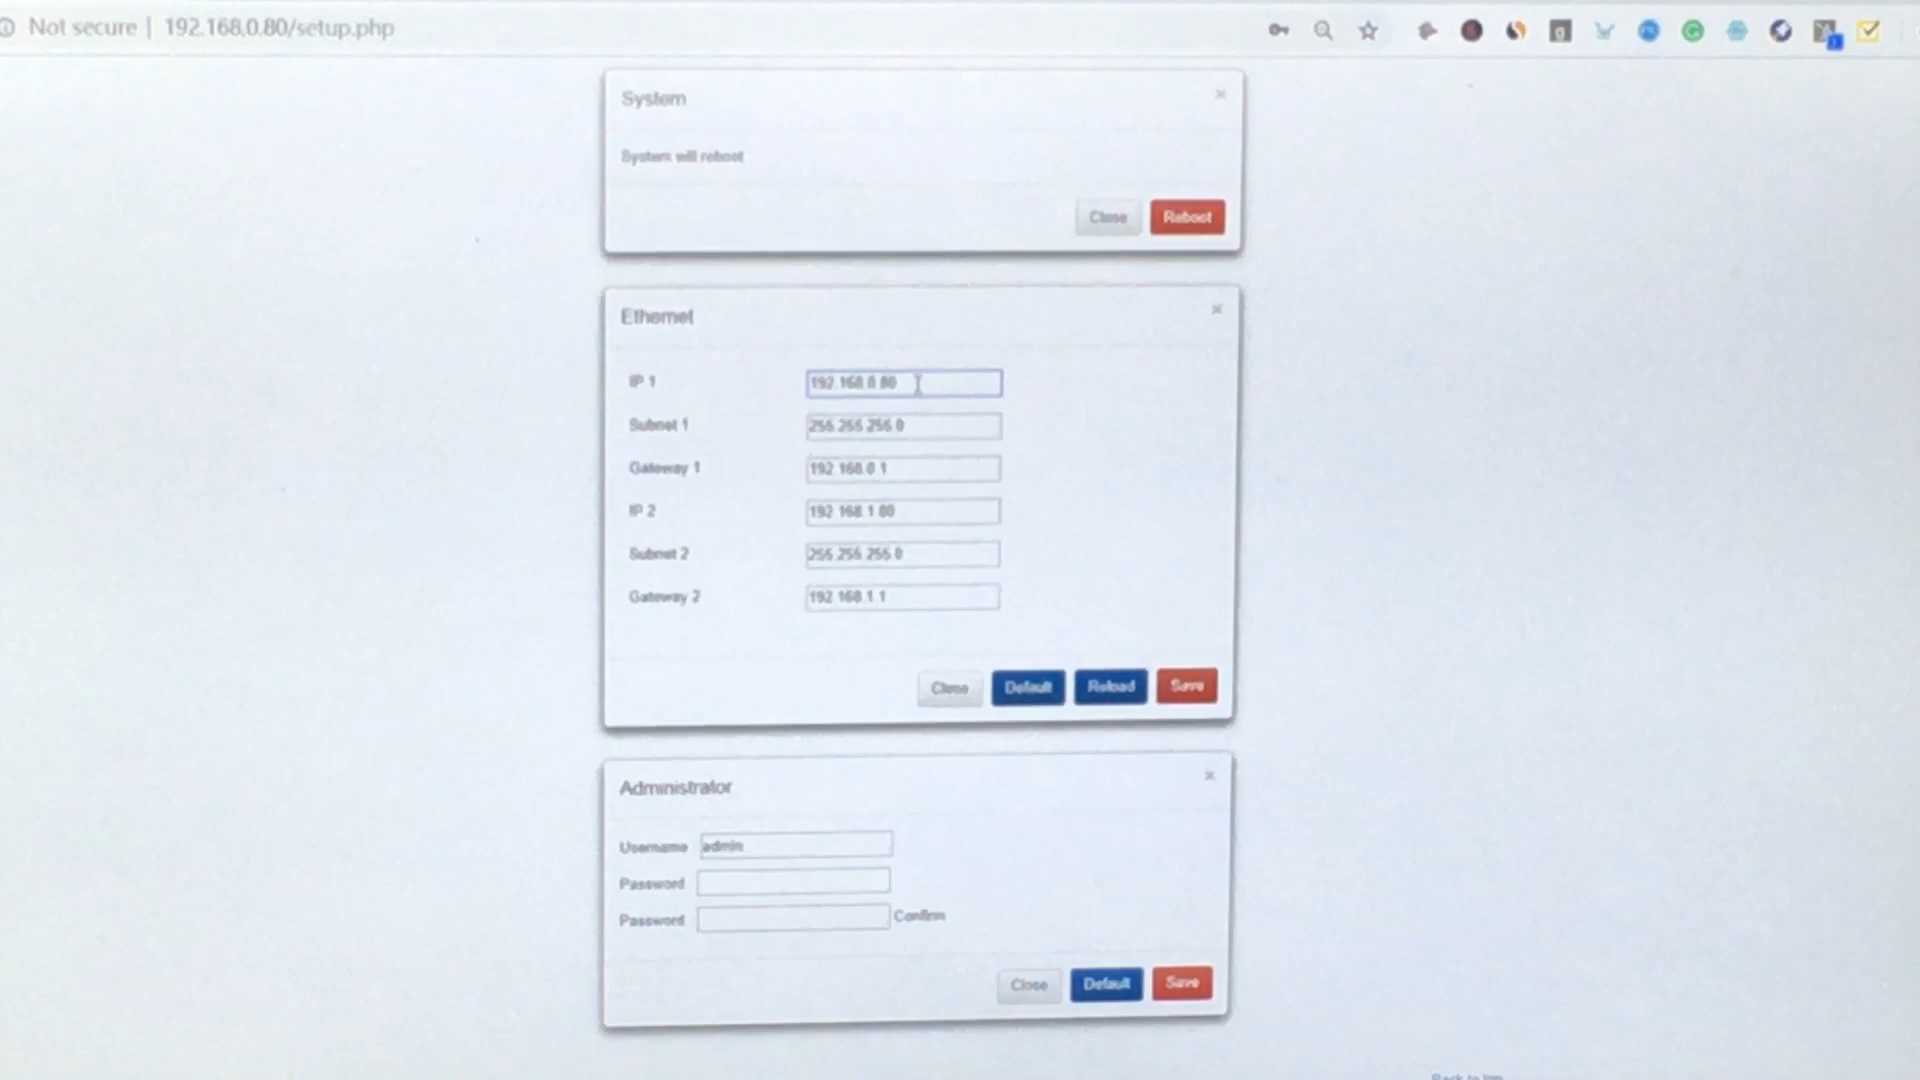 Not secure | 192.168.0.80/setup.php
System ×
System will reboot
Close Reboot
Ethernet ×
IP 1 192.168.0.80
Subnet 1 255.255.255.0
Gateway 1 192.168.0.1
IP 2 192.168.1.80
Subnet 2 255.255.255.0
Gateway 2 192.168.1.1
Close Default Reload Save
Administrator ×
Username admin
Password
Password Confirm
Close Default Save
Back to top